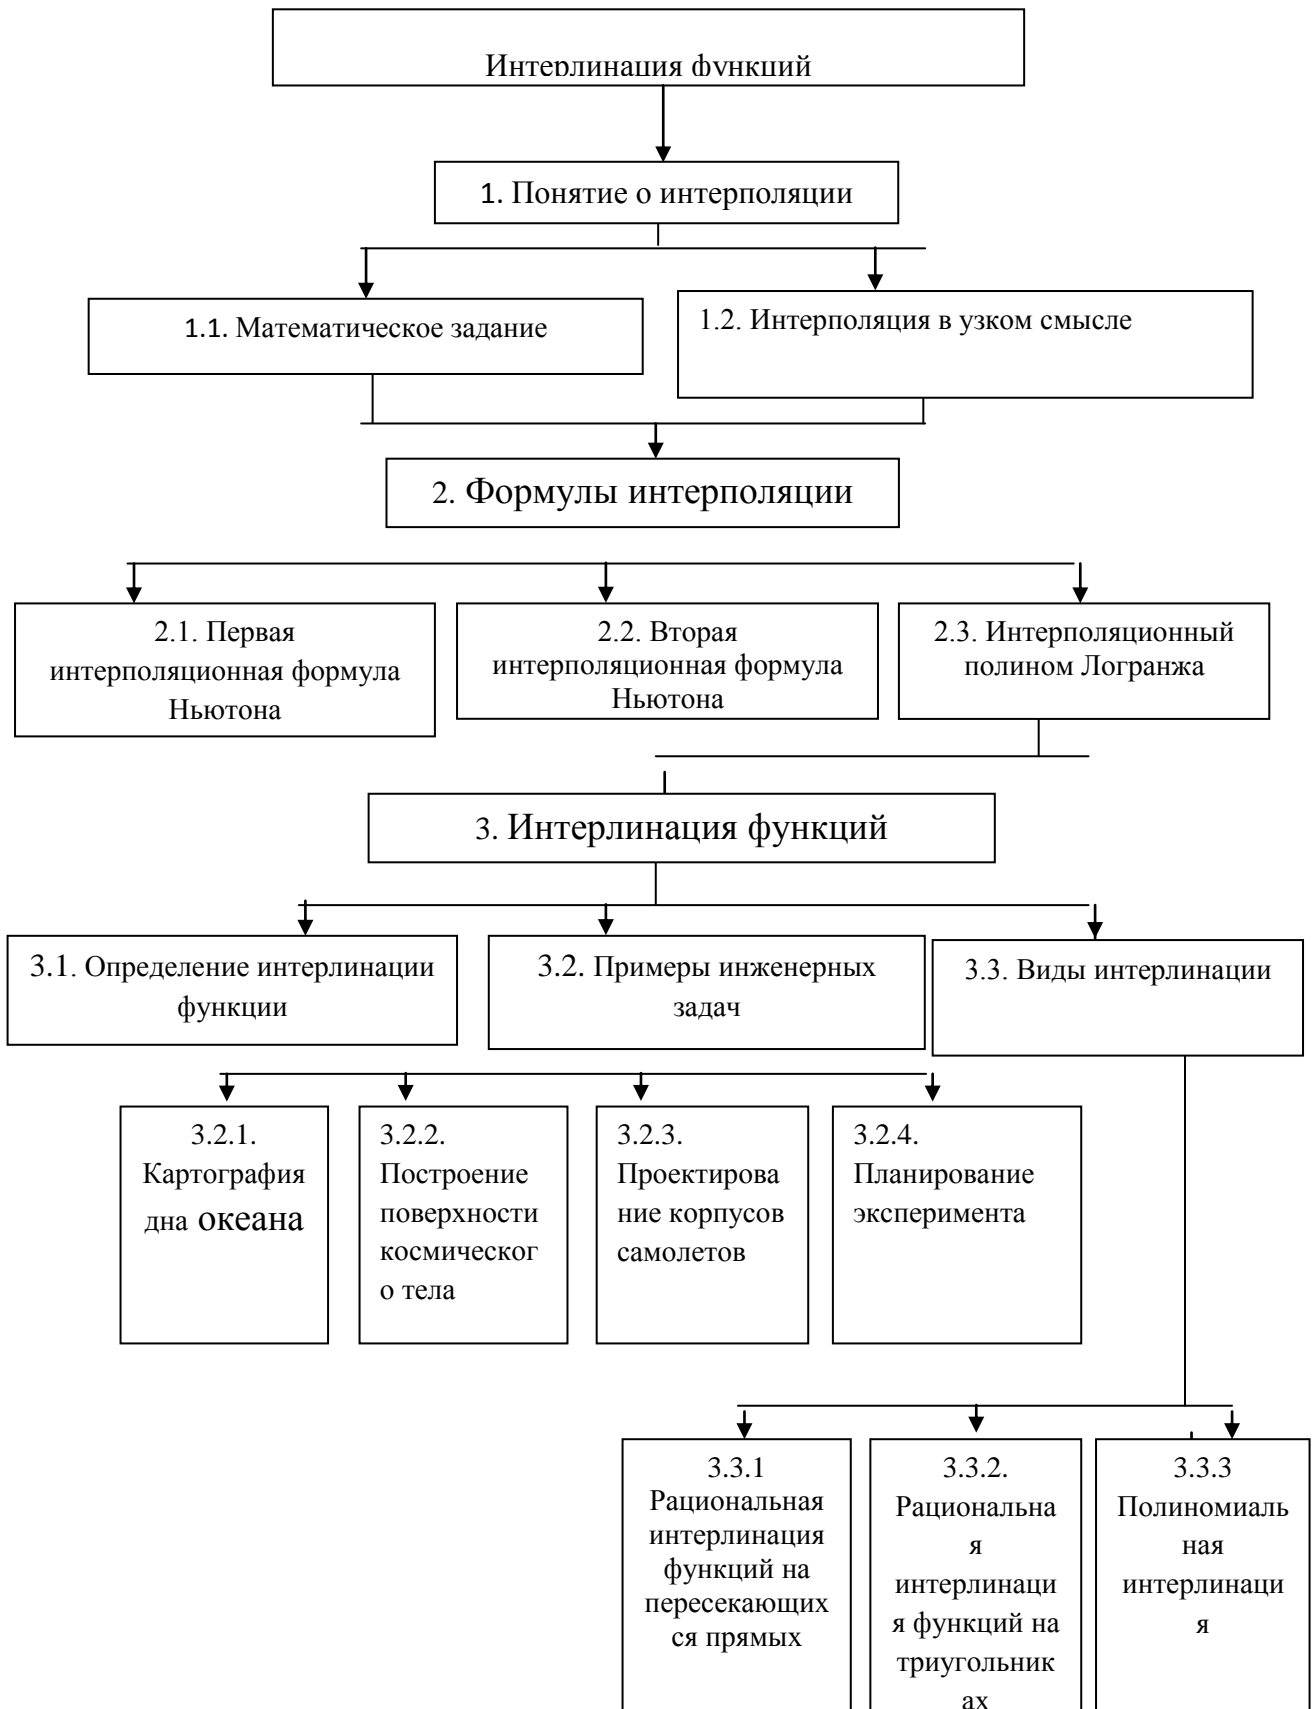 Интерлинация функций
1. Понятие о интерполяции
1.1. Математическое задание
1.2. Интерполяция в узком смысле
2. Формулы интерполяции
2.1. Первая
интерполяционная формула
Ньютона
2.2. Вторая
интерполяционная формула
Ньютона
2.3. Интерполяционный
полином Логранжа
3. Интерлинация функций
3.1. Определение интерлинации
функции
3.2. Примеры инженерных
задач
3.3. Виды интерлинации
3.2.1.
Картография
дна океана
3.2.2.
Построение
поверхности
космическог
о тела
3.2.3.
Проектирова
ние корпусов
самолетов
3.2.4.
Планирование
эксперимента
3.3.1
Рациональная
интерлинация
функций на
пересекающих
ся прямых
3.3.2.
Рациональна
я
интерлинаци
я функций на
триугольник
ах
3.3.3
Полиномиаль
ная
интерлинаци
я